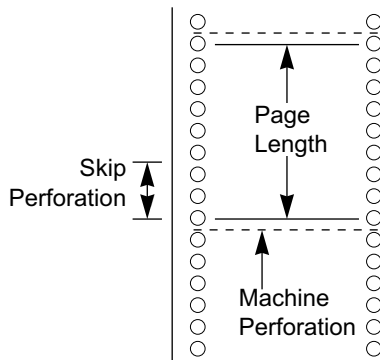 Page
Length
Skip
Perforation
Machine
Perforation